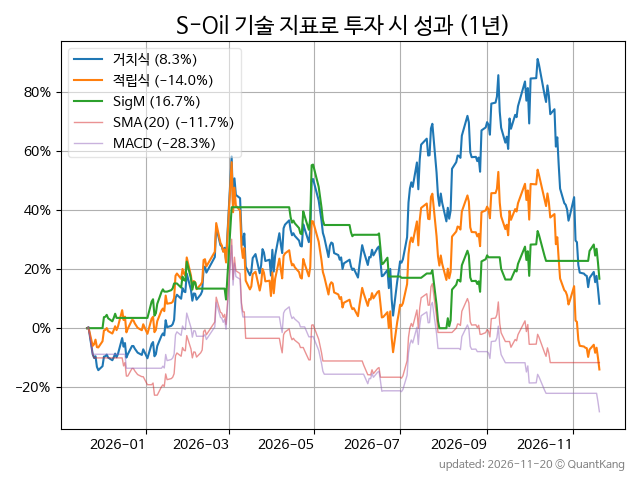 S-Oil 기술 지표로 투자 시 성과 (1년)
거치식 (8.3%)
적립식 (−14.0%)
SigM (16.7%)
SMA(20) (−11.7%)
MACD (−28.3%)
80%
60%
40%
20%
0%
−20%
2026-01 2026-03 2026-05 2026-07 2026-09 2026-11
updated: 2026-11-20 © QuantKang